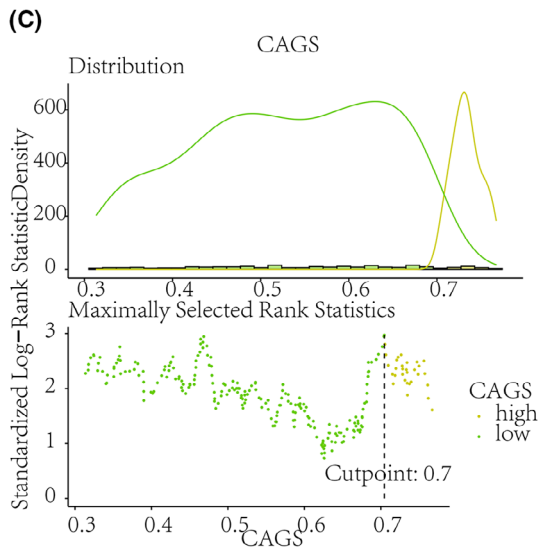 (C)
CAGS
Distribution
Density
600
400
200
0
0.3 0.4 0.5 0.6 0.7
Maximally Selected Rank Statistics
Standardized Log-Rank Statistic
3
2
1
0
Cutpoint: 0.7
0.3 0.4 0.5 0.6 0.7
CAGS
CAGS
high
low